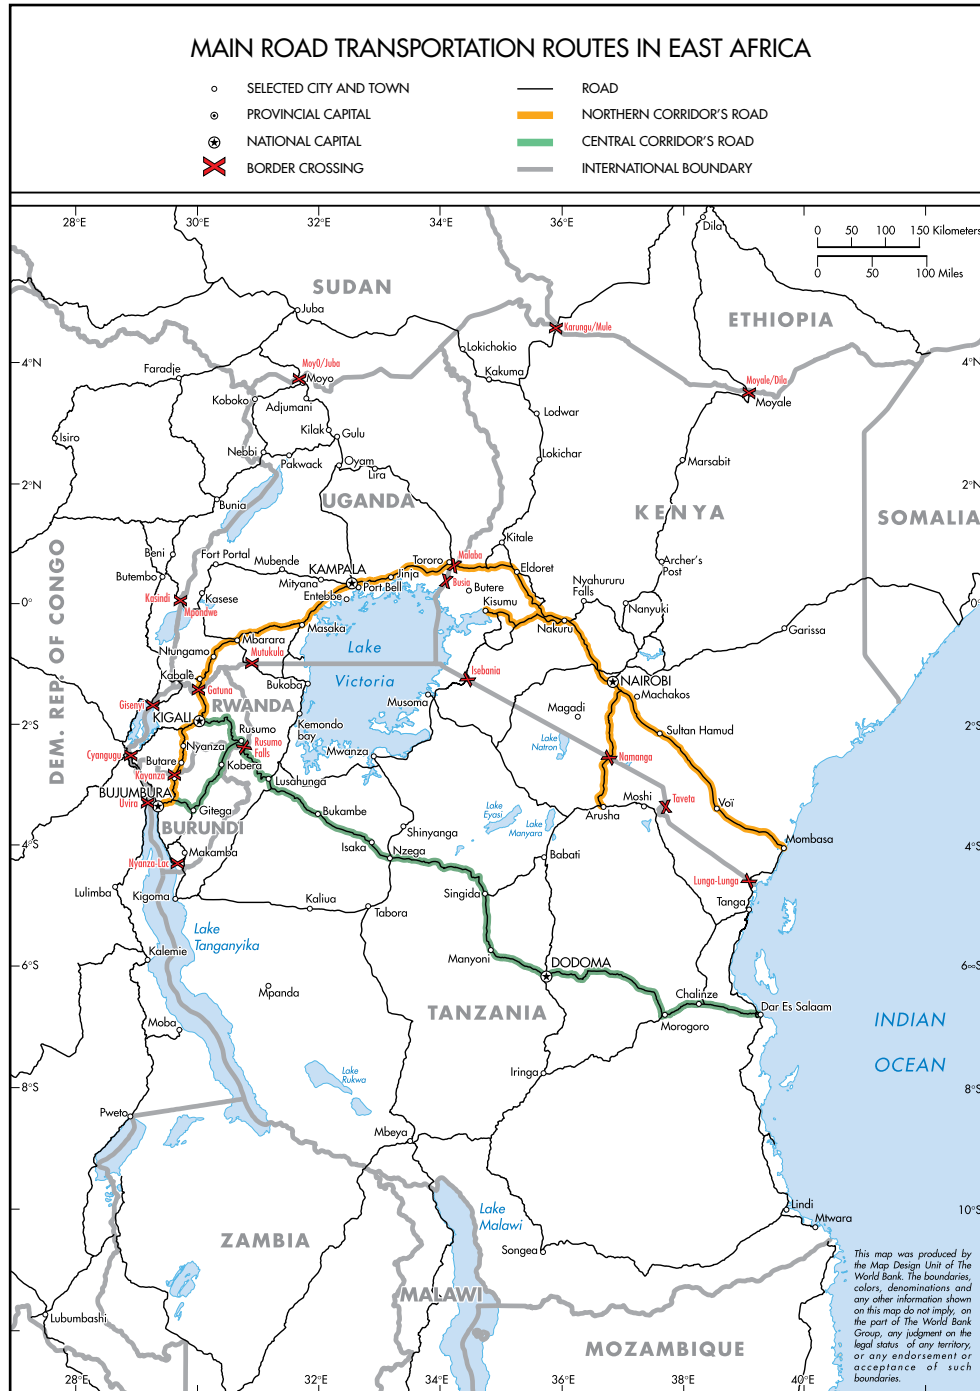 MAIN ROAD TRANSPORTATION ROUTES IN EAST AFRICA
SELECTED CITY AND TOWN
PROVINCIAL CAPITAL
NATIONAL CAPITAL
BORDER CROSSING
ROAD
NORTHERN CORRIDOR'S ROAD
CENTRAL CORRIDOR'S ROAD
INTERNATIONAL BOUNDARY
28°E
30°E
32°E
34°E
36°E
Dila
0 50 100 150 Kilometers
0 50 100 Miles
SUDAN
Juba
ETHIOPIA
Karungu/Mule
Lokichokio
4°N
4°N
Faradje
Moy0/Juba
Moyo
Kakuma
Moyale/Dila
Moyale
Koboko
Adjumani
Lodwar
Kilak
Gulu
Isiro
Nebbi
Pakwack
Oyam
Lira
Lokichar
Marsabit
2°N
2°N
Bunia
UGANDA
KENYA
SOMALIA
Kitale
Beni
Fort Portal
Mubende
KAMPALA
Tororo
Malaba
Archer's
Post
Butembo
Mityana
Jinja
Port Bell
Busia
Eldoret
Nyahururu
Falls
Kasindi
Kasese
Entebbe
Butere
Mpondwe
Kisumu
Nanyuki
0°
0°
Masaka
Nakuru
Garissa
Mbarara
Lake
Victoria
Ntungamo
Mutukula
Kabale
Gatuna
Isebania
NAIROBI
Machakos
Gisenyi
RWANDA
Bukoba
Musoma
Magadi
KIGALI
Kemondo
bay
2°S
2°S
Rusumo
Sultan Hamud
Nyanza
Rusumo
Falls
Lake
Natron
Cyangugu
Butare
Kobera
Mwanza
Namanga
Kayanza
Lusahunga
BUJUMBURA
Uvira
Gitega
Bukambe
Lake
Eyasi
Lake
Manyara
Arusha
Moshi
Taveta
Voï
BURUNDI
Shinyanga
4°S
4°S
Makamba
Isaka
Nzega
Babati
Mombasa
Nyanza-Lac
Lunga-Lunga
Lulimba
Kigoma
Kaliua
Tabora
Singida
Tanga
Lake
Tanganyika
Kalemie
Manyoni
DODOMA
6°S
6°°S
Mpanda
Chalinze
Dar Es Salaam
Moba
TANZANIA
Morogoro
INDIAN
OCEAN
Lake
Rukwa
Iringa
8°S
8°S
Pweto
Mbeya
Lindi
Mtwara
10°S
Lake
Malawi
ZAMBIA
Songea
MALAWI
Lubumbashi
MOZAMBIQUE
DEM. REP. OF CONGO
This map was produced by
the Map Design Unit of The
World Bank. The boundaries,
colors, denominations and
any other information shown
on this map do not imply, on
the part of The World Bank
Group, any judgment on the
legal status of any territory,
or any endorsement or
acceptance of such
boundaries.
28°E
32°E
34°E
36°E
38°E
40°E